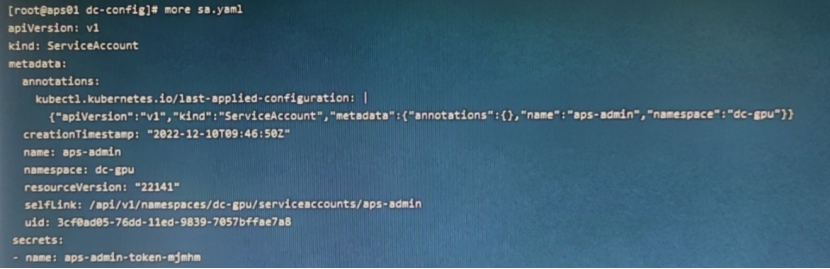 [root@aps01 dc-config]# more sa.yaml
apiVersion: v1
kind: ServiceAccount
metadata:
  annotations:
    kubectl.kubernetes.io/last-applied-configuration: |
      {"apiVersion":"v1","kind":"ServiceAccount","metadata":{"annotations":{},"name":"aps-admin","namespace":"dc-gpu"}}
  creationTimestamp: "2022-12-10T09:46:50Z"
  name: aps-admin
  namespace: dc-gpu
  resourceVersion: "22141"
  selfLink: /api/v1/namespaces/dc-gpu/serviceaccounts/aps-admin
  uid: 3cf0ad05-76dd-11ed-9839-7057bffae7a8
secrets:
- name: aps-admin-token-mjmhm